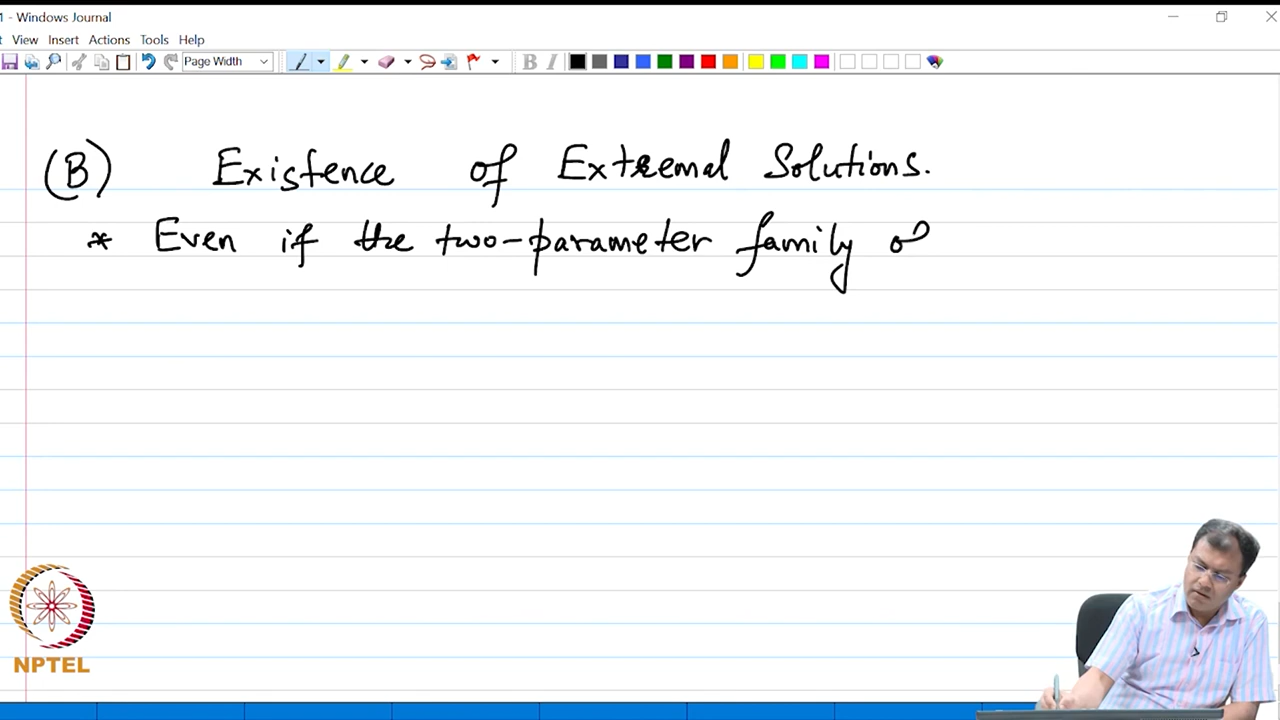 1 - Windows Journal
t View Insert Actions Tools Help
Page Width
B I
(B) Existence of Extremal Solutions.
* Even if the two-parameter family of
NPTEL